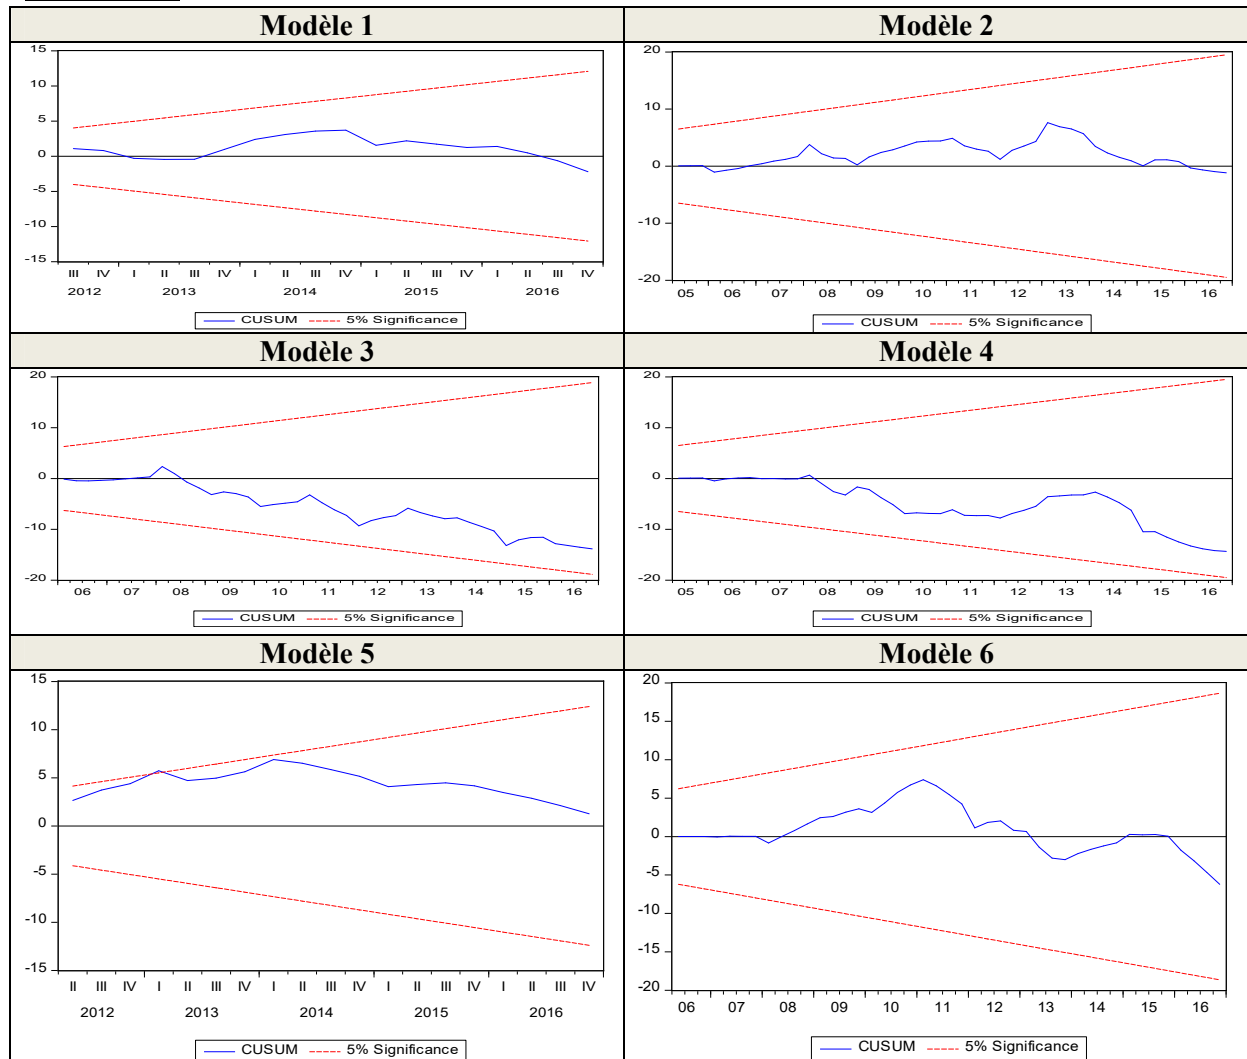 Modèle 1
Modèle 2
15
10
5
0
-5
-10
-15
III IV I II III IV I II III IV I II III IV I II III IV
2012 2013 2014 2015 2016
CUSUM 5% Significance
20
10
0
-10
-20
05 06 07 08 09 10 11 12 13 14 15 16
CUSUM 5% Significance
Modèle 3
Modèle 4
20
10
0
-10
-20
06 07 08 09 10 11 12 13 14 15 16
CUSUM 5% Significance
20
10
0
-10
-20
05 06 07 08 09 10 11 12 13 14 15 16
CUSUM 5% Significance
Modèle 5
Modèle 6
15
10
5
0
-5
-10
-15
II III IV I II III IV I II III IV I II III IV I II III IV
2012 2013 2014 2015 2016
CUSUM 5% Significance
20
15
10
5
0
-5
-10
-15
-20
06 07 08 09 10 11 12 13 14 15 16
CUSUM 5% Significance